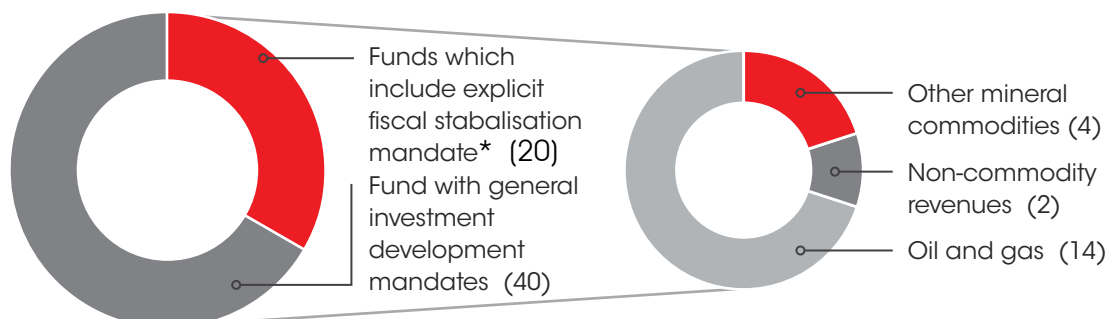 Funds which
include explicit
fiscal stabalisation
mandate* (20)
Fund with general
investment
development
mandates (40)
Other mineral
commodities (4)
Non-commodity
revenues (2)
Oil and gas (14)